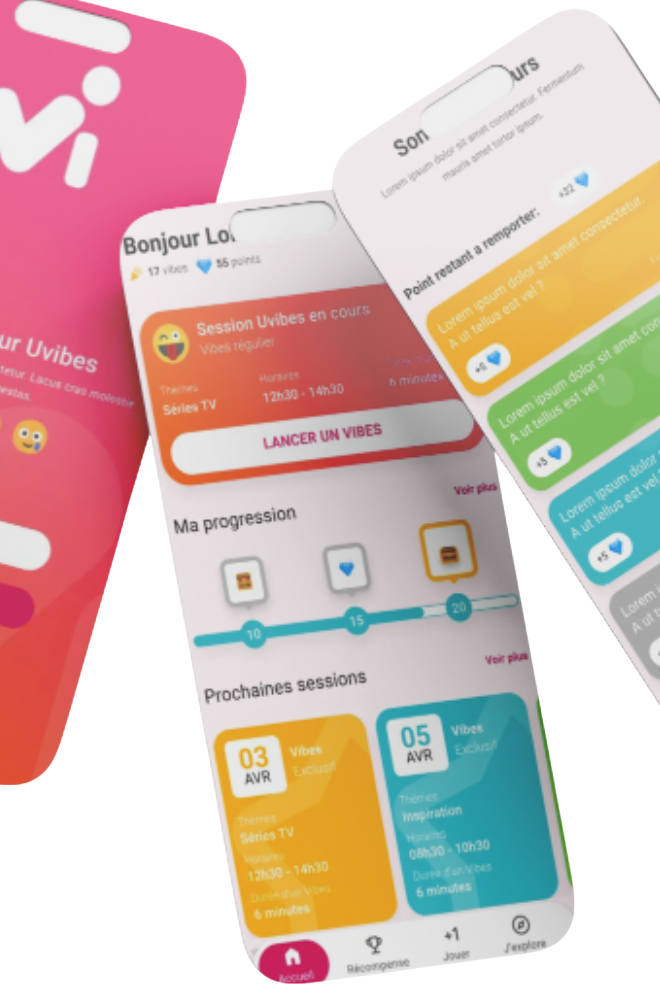 vi
ur Uvibes
Bonjour Lo
17 vibes 55 points
Session Uvibes en cours
Vibes régulier
Thèmes
Séries TV
Horaires
12h30 - 14h30
6 minutes
LANCER UN VIBES
Voir plus
Ma progression
10
15
20
Voir plus
Prochaines sessions
03
AVR
Vibes
Exclusif
Thèmes
Séries TV
Horaires
12h30 - 14h30
Durée d'un Vibes
6 minutes
05
AVR
Vibes
Exclusif
Thèmes
Inspiration
Horaires
08h30 - 10h30
Durée d'un Vibes
6 minutes
Accueil
Récompense
+1
Jouer
J'explore
Son urs
Lorem ipsum dolor sit amet consectetur. Fermentum
mauris amet tortor ipsum.
Point restant a remporter:
+22
Lorem ipsum dolor sit amet consectetur.
A ut tellus est vel ?
+5
Lorem ipsum dolor sit amet con
A ut tellus est vel ?
+5
Lorem ipsum dolor
A ut tellus est vel
+5
Lorem i
A ut t